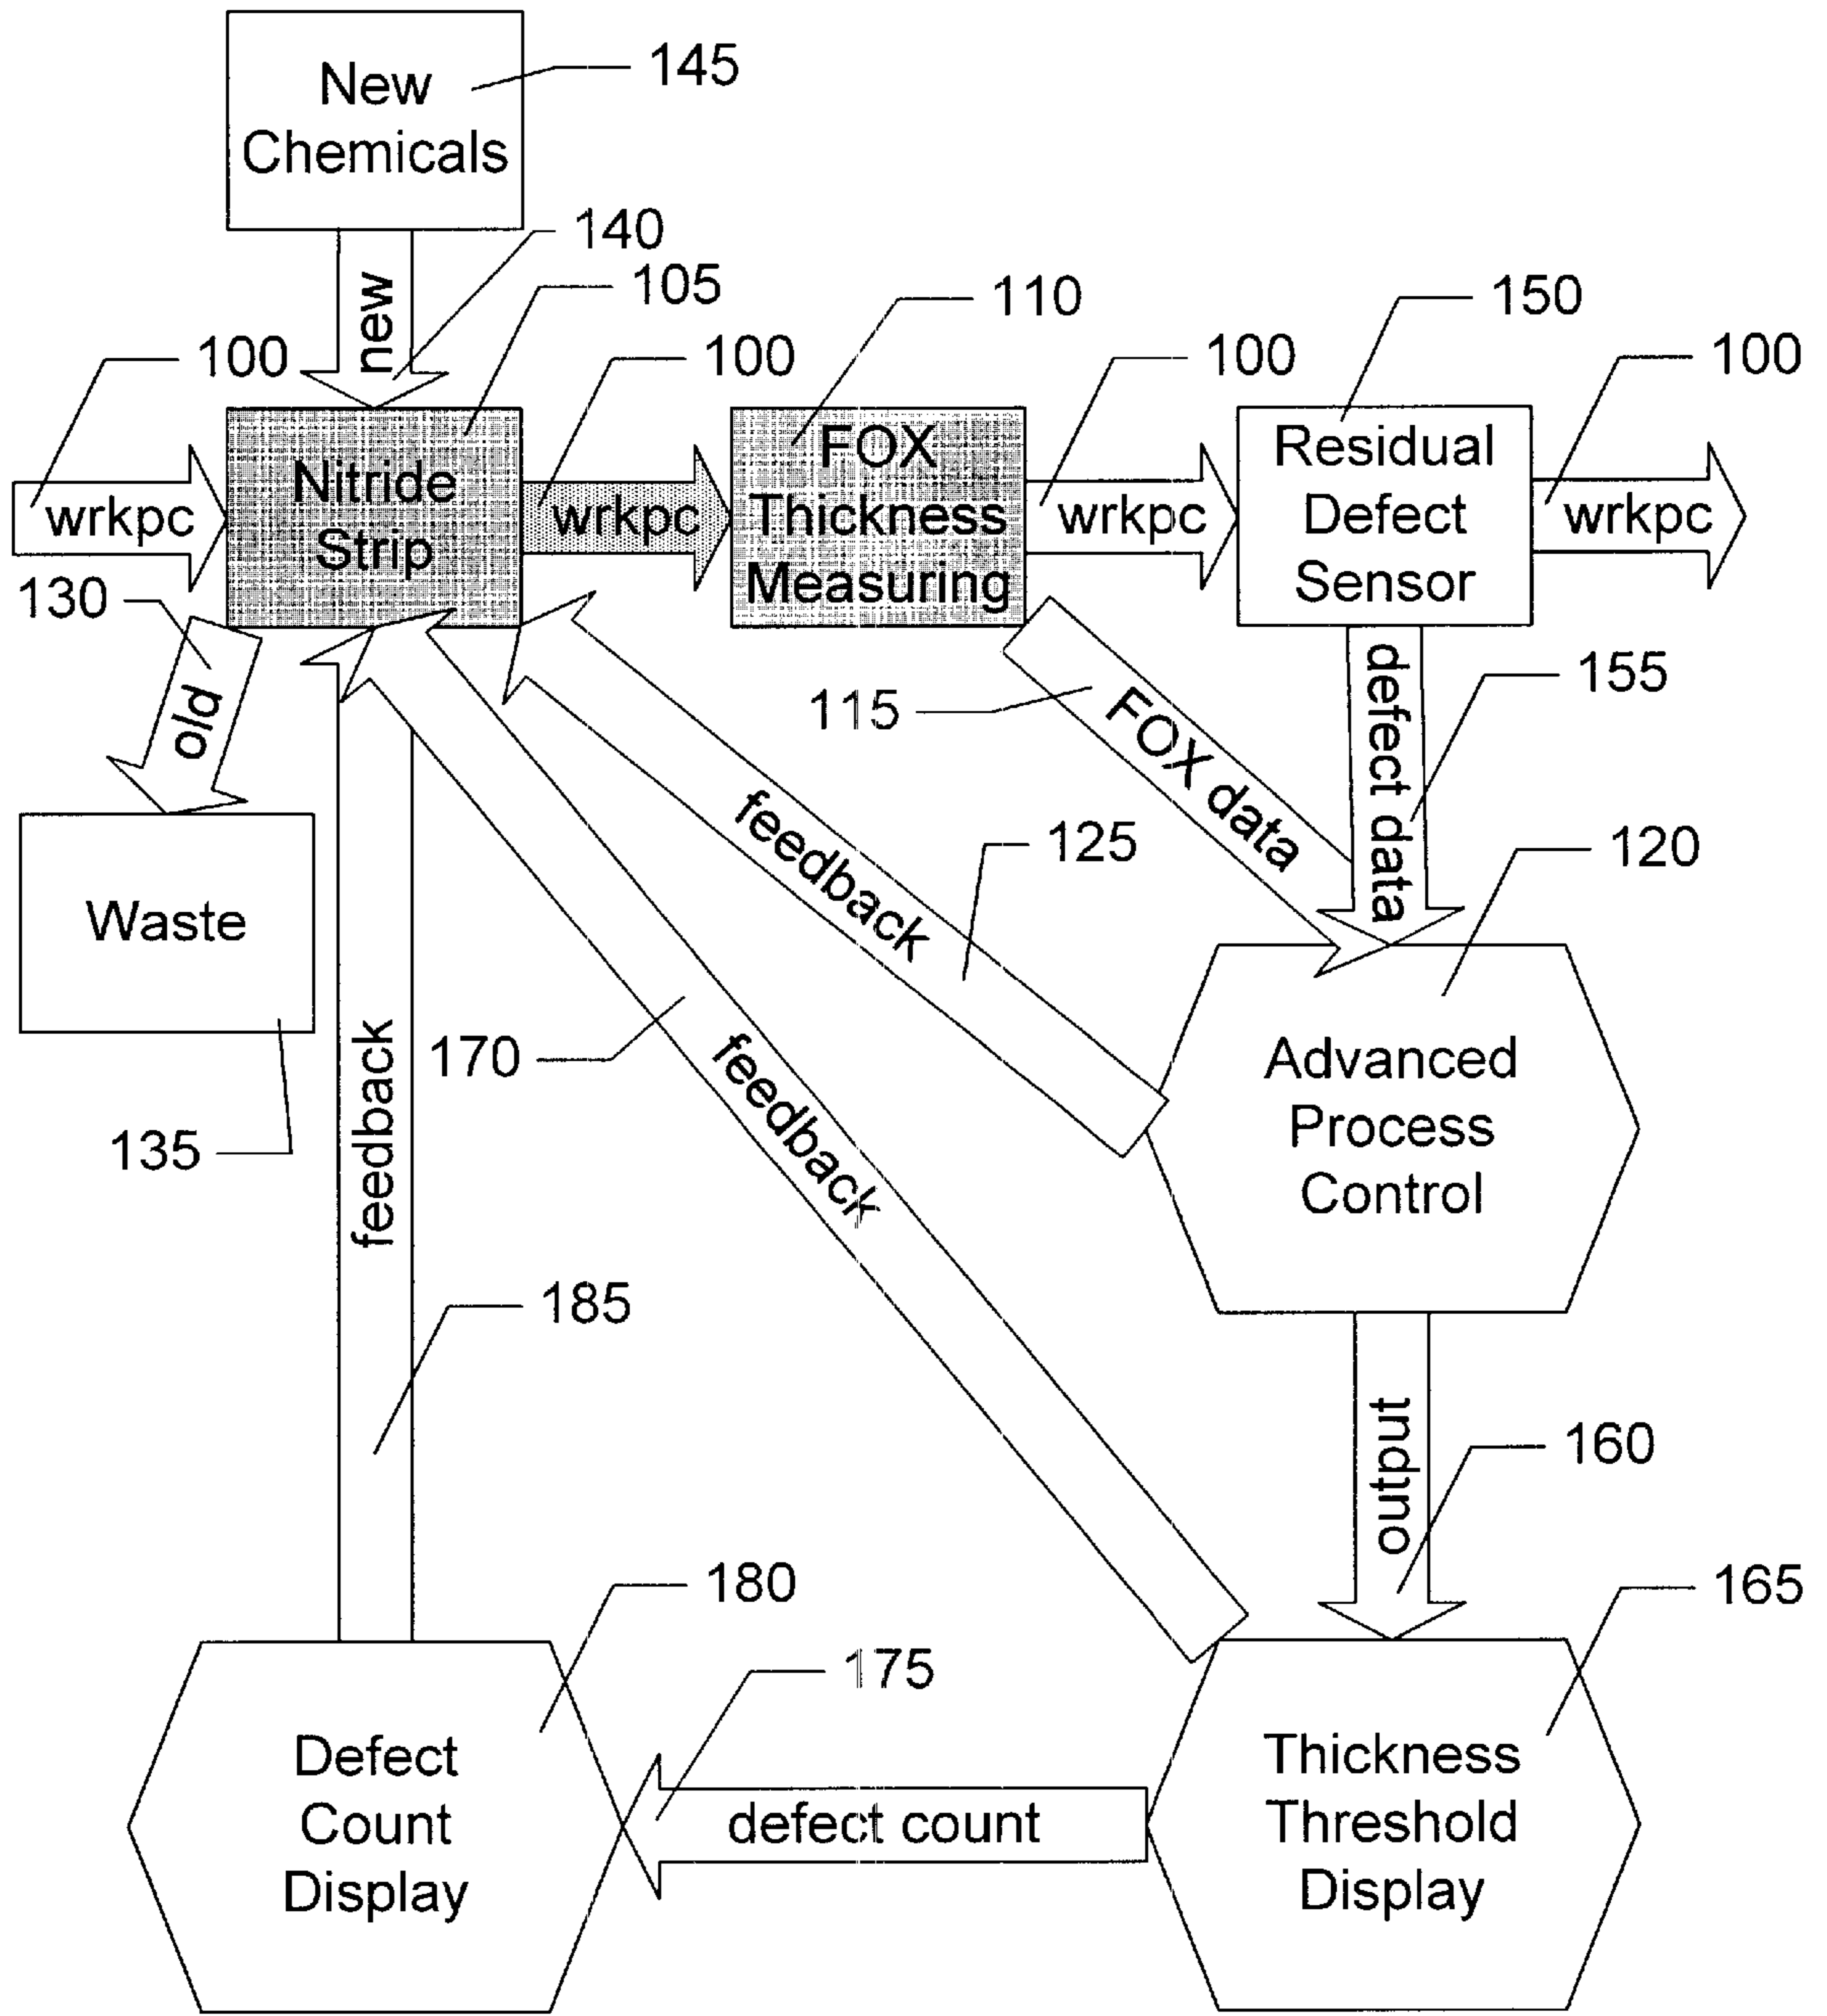 New
Chemicals
145
140
new
105
110
150
100
100
100
100
wrkpc
Nitride
Strip
wrkpc
FOX
Thickness
Measuring
wrkpc
Residual
Defect
Sensor
wrkpc
130
old
115
FOX data
defect data
155
feedback
125
120
Waste
135
feedback
170
feedback
Advanced
Process
Control
185
output
160
180
175
165
Defect
Count
Display
defect count
Thickness
Threshold
Display